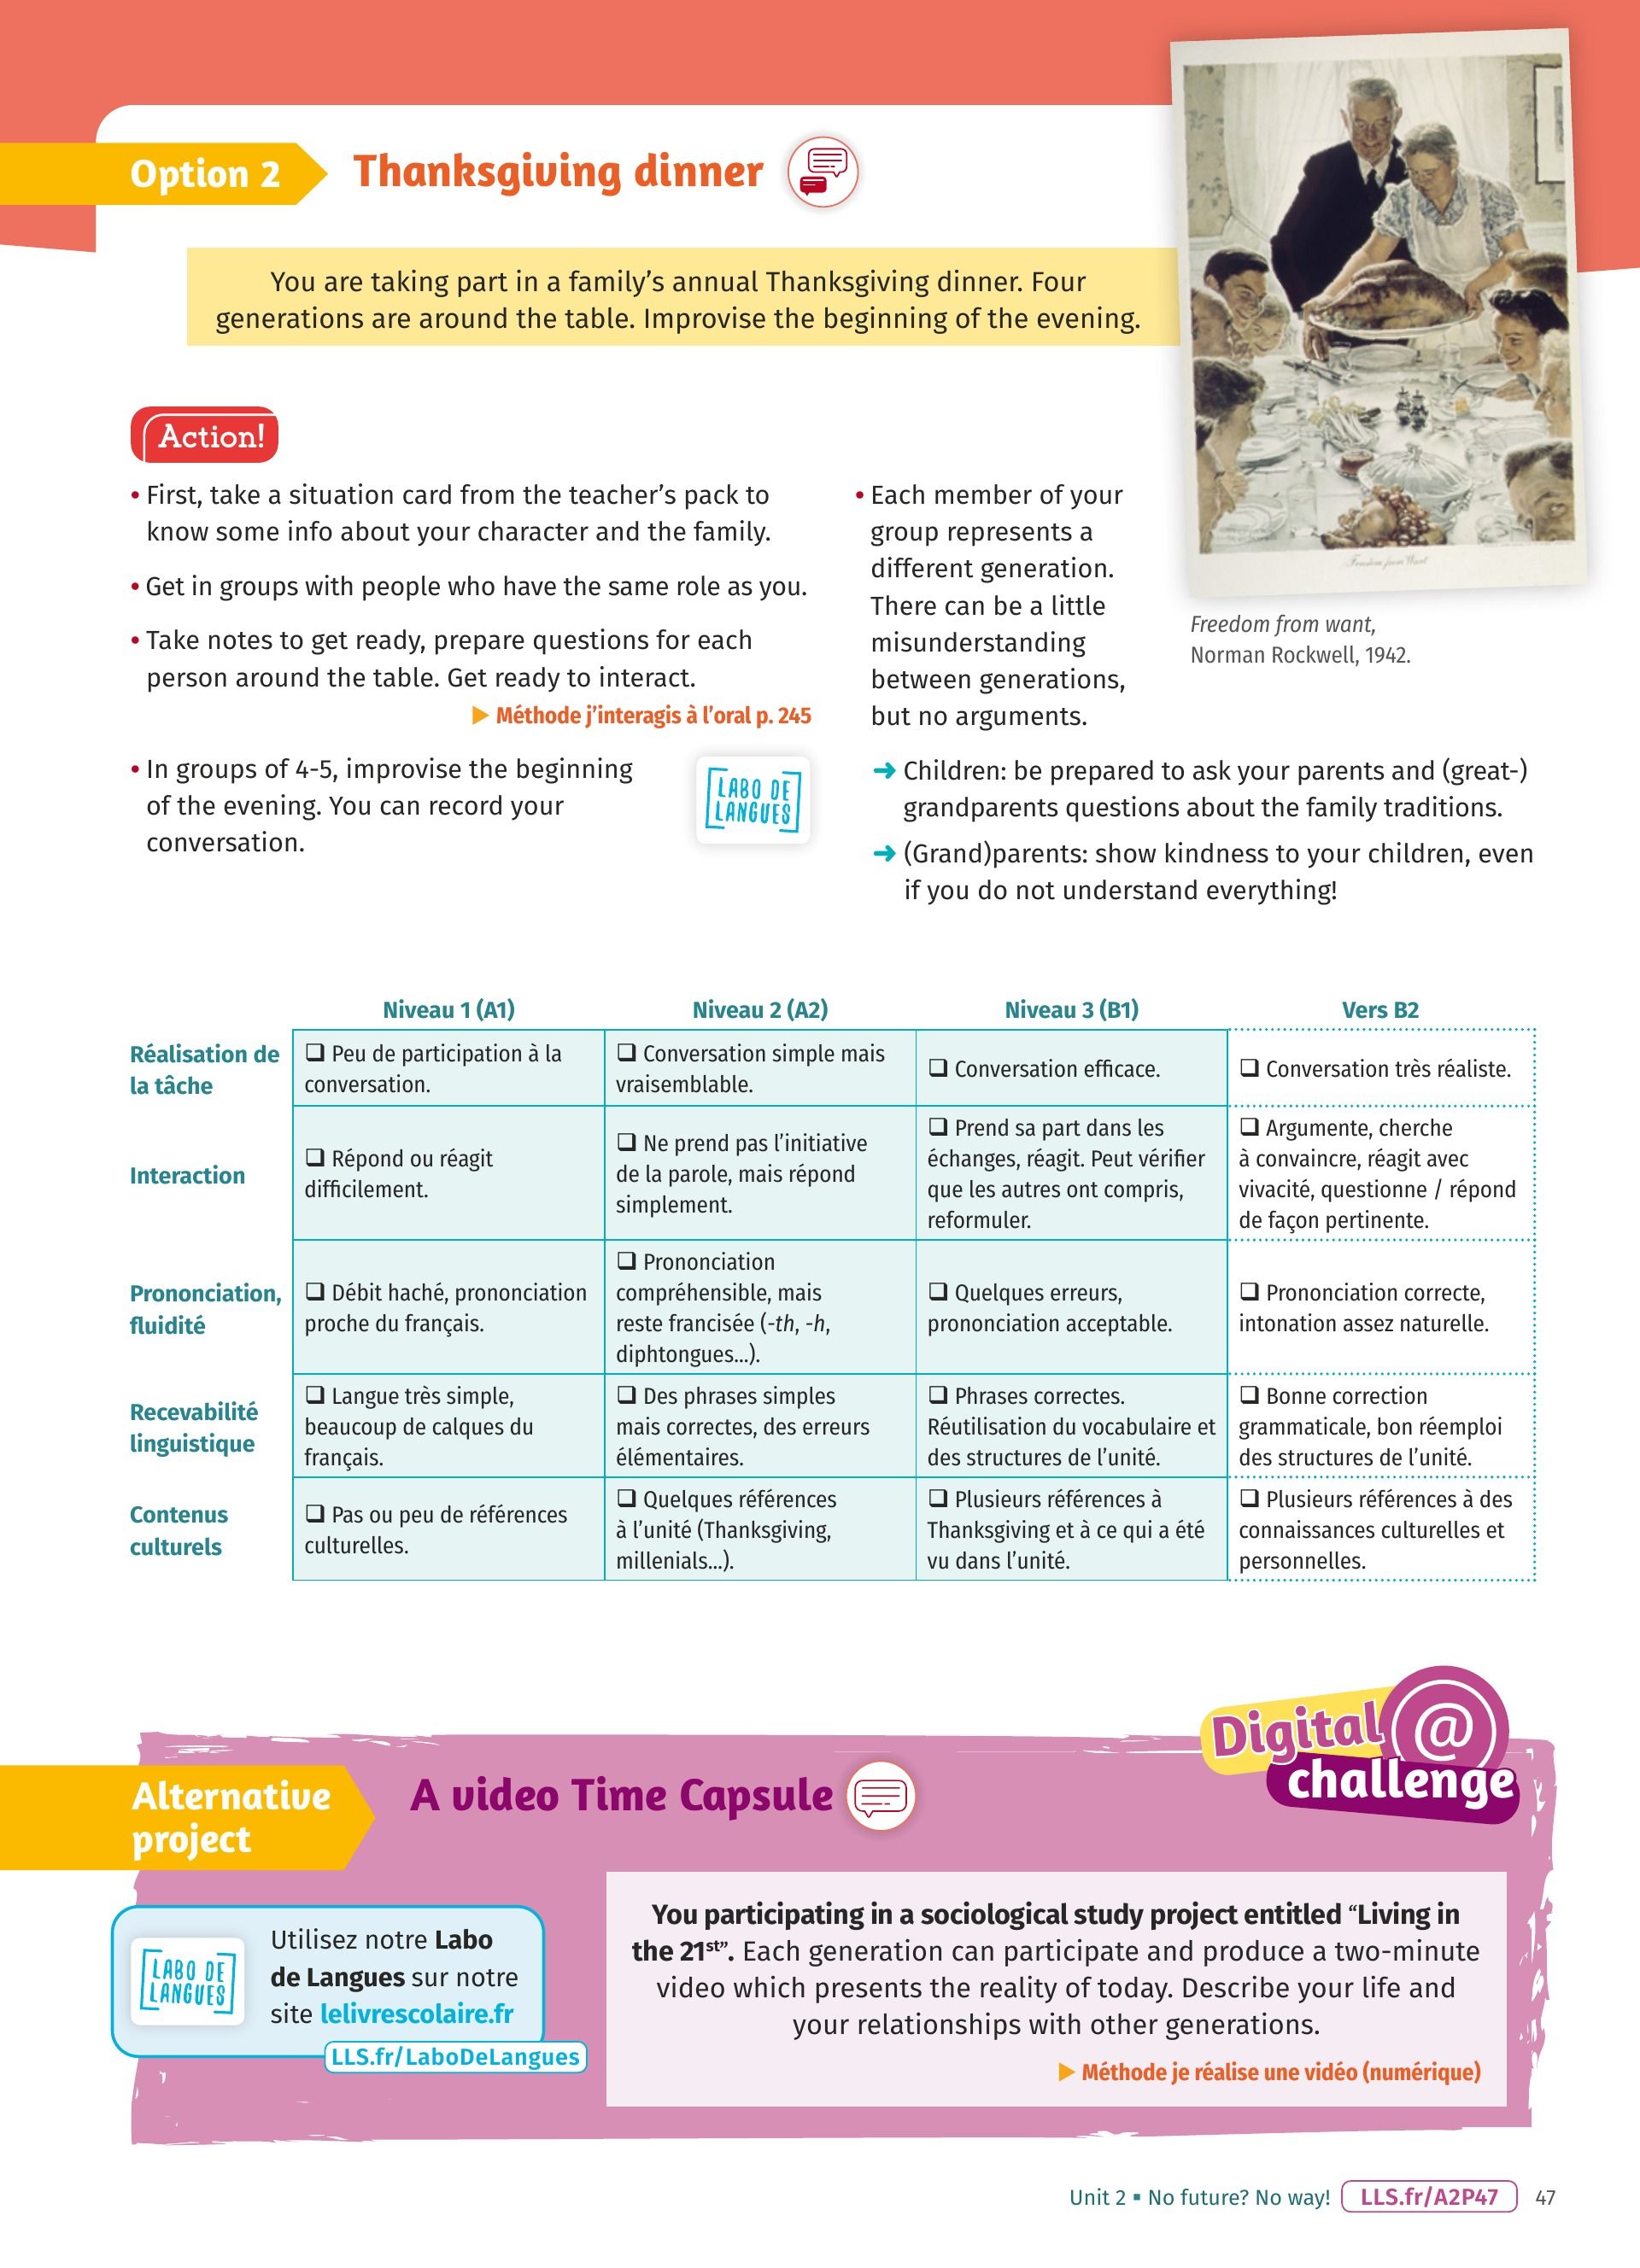 Option 2
Thanksgiving dinner
You are taking part in a family’s annual Thanksgiving dinner. Four
generations are around the table. Improvise the beginning of the evening.
Freedom from Want
Freedom from want,
Norman Rockwell, 1942.
Action!
• First, take a situation card from the teacher’s pack to
know some info about your character and the family.
• Get in groups with people who have the same role as you.
• Take notes to get ready, prepare questions for each
person around the table. Get ready to interact.
▶ Méthode j’interagis à l’oral p. 245
• In groups of 4-5, improvise the beginning
of the evening. You can record your
conversation.
LABO DE
LANGUES
• Each member of your
group represents a
different generation.
There can be a little
misunderstanding
between generations,
but no arguments.
➜ Children: be prepared to ask your parents and (great-)
grandparents questions about the family traditions.
➜ (Grand)parents: show kindness to your children, even
if you do not understand everything!
Niveau 1 (A1)
Niveau 2 (A2)
Niveau 3 (B1)
Vers B2
Réalisation de
la tâche
❑ Peu de participation à la
conversation.
❑ Conversation simple mais
vraisemblable.
❑ Conversation efficace.
❑ Conversation très réaliste.
Interaction
❑ Répond ou réagit
difficilement.
❑ Ne prend pas l’initiative
de la parole, mais répond
simplement.
❑ Prend sa part dans les
échanges, réagit. Peut vérifier
que les autres ont compris,
reformuler.
❑ Argumente, cherche
à convaincre, réagit avec
vivacité, questionne / répond
de façon pertinente.
Prononciation,
fluidité
❑ Débit haché, prononciation
proche du français.
❑ Prononciation
compréhensible, mais
reste francisée (-th, -h,
diphtongues…).
❑ Quelques erreurs,
prononciation acceptable.
❑ Prononciation correcte,
intonation assez naturelle.
Recevabilité
linguistique
❑ Langue très simple,
beaucoup de calques du
français.
❑ Des phrases simples
mais correctes, des erreurs
élémentaires.
❑ Phrases correctes.
Réutilisation du vocabulaire et
des structures de l’unité.
❑ Bonne correction
grammaticale, bon réemploi
des structures de l’unité.
Contenus
culturels
❑ Pas ou peu de références
culturelles.
❑ Quelques références
à l’unité (Thanksgiving,
millenials…).
❑ Plusieurs références à
Thanksgiving et à ce qui a été
vu dans l’unité.
❑ Plusieurs références à des
connaissances culturelles et
personnelles.
Digital @
challenge
Alternative
project
A video Time Capsule
LABO DE
LANGUES
Utilisez notre Labo
de Langues sur notre
site lelivrescolaire.fr
LLS.fr/LaboDeLangues
You participating in a sociological study project entitled “Living in
the 21st”. Each generation can participate and produce a two-minute
video which presents the reality of today. Describe your life and
your relationships with other generations.
▶ Méthode je réalise une vidéo (numérique)
Unit 2 ▪ No future? No way! LLS.fr/A2P47 47